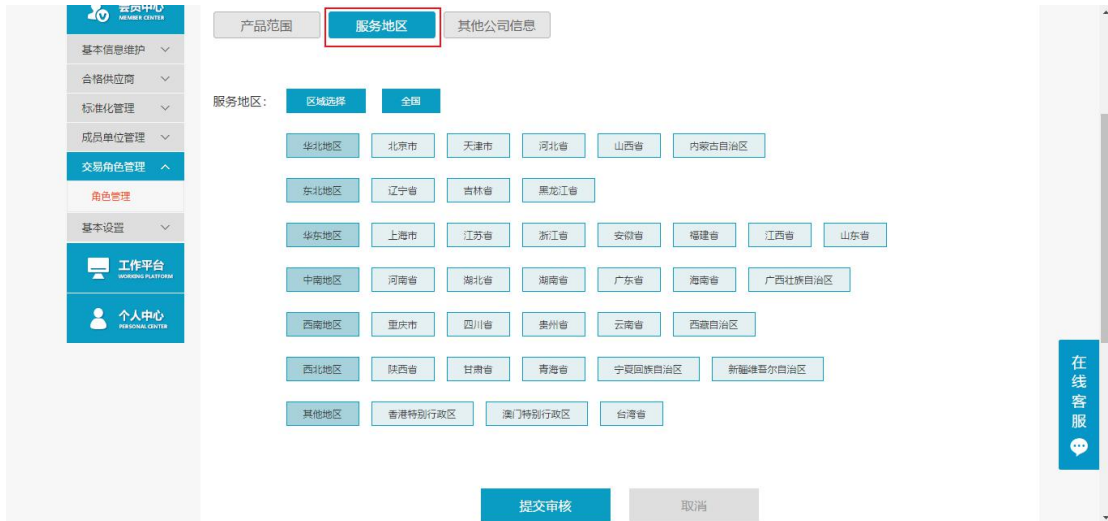 会员中心
MEMBER CENTER
产品范围 服务地区 其他公司信息
基本信息维护
合格供应商
标准化管理
成员单位管理
交易角色管理
角色管理
基本设置
工作平台
WORKING PLATFORM
个人中心
PERSONAL CENTER
服务地区： 区域选择 全国
华北地区 北京市 天津市 河北省 山西省 内蒙古自治区
东北地区 辽宁省 吉林省 黑龙江省
华东地区 上海市 江苏省 浙江省 安徽省 福建省 江西省 山东省
中南地区 河南省 湖北省 湖南省 广东省 海南省 广西壮族自治区
西南地区 重庆市 四川省 贵州省 云南省 西藏自治区
西北地区 陕西省 甘肃省 青海省 宁夏回族自治区 新疆维吾尔自治区
其他地区 香港特别行政区 澳门特别行政区 台湾省
提交审核 取消
在线客服